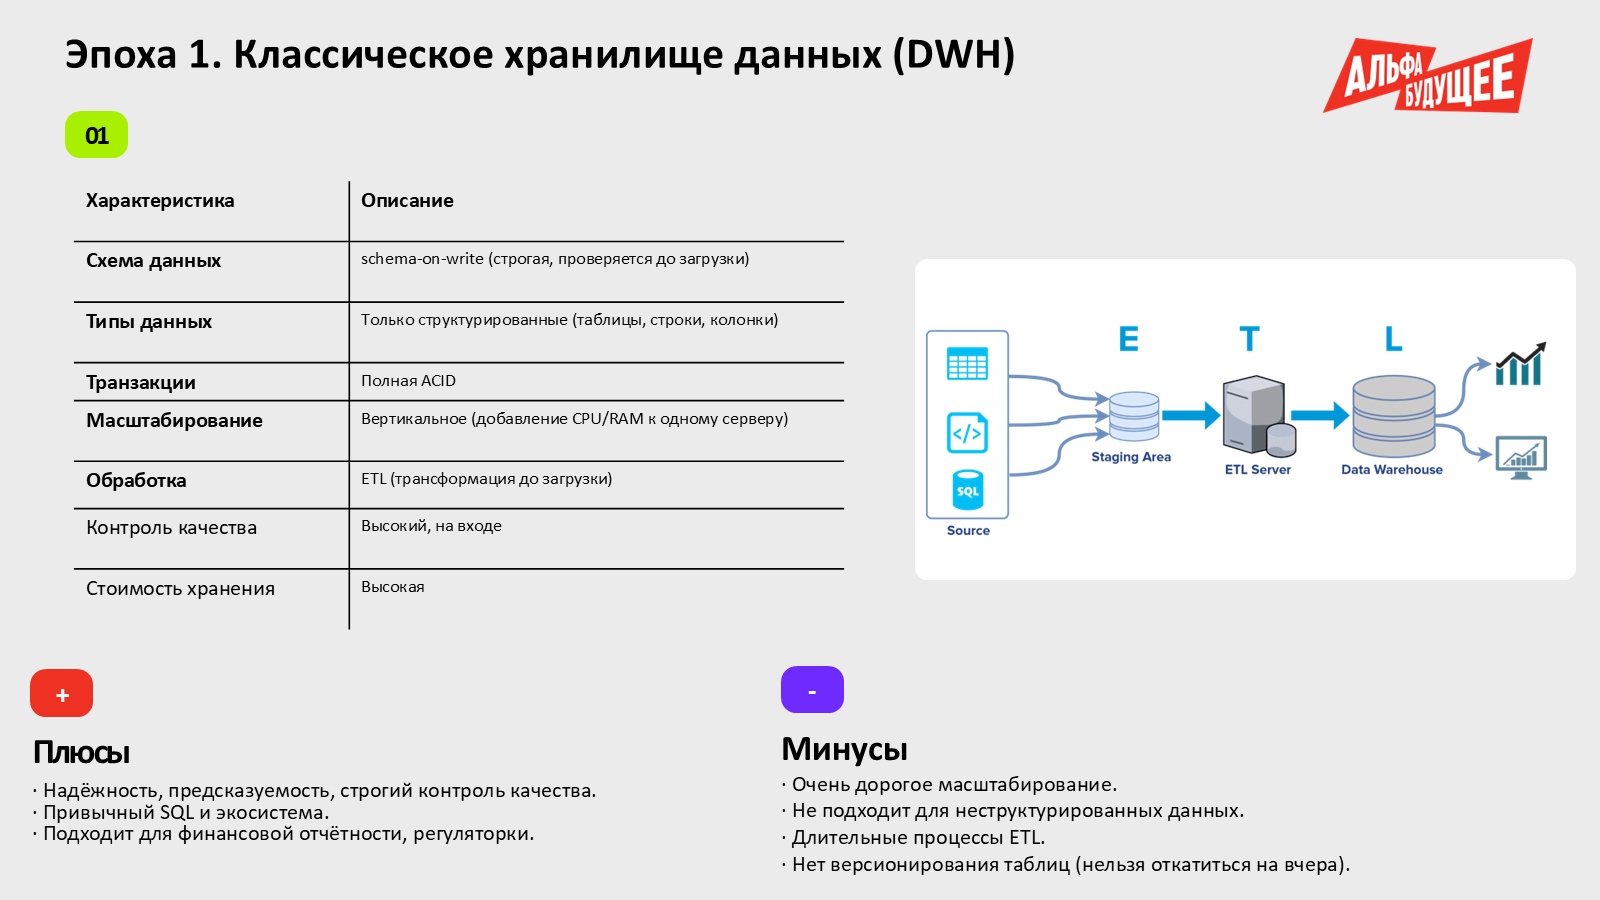 Эпоха 1. Классическое хранилище данных (DWH)
АЛЬФА
БУДУЩЕЕ
01
Характеристика Описание
Схема данных schema-on-write (строгая, проверяется до загрузки)
Типы данных Только структурированные (таблицы, строки, колонки)
Транзакции Полная ACID
Масштабирование Вертикальное (добавление CPU/RAM к одному серверу)
Обработка ETL (трансформация до загрузки)
Контроль качества Высокий, на входе
Стоимость хранения Высокая
E T L
</>
SQL
Source
Staging Area
ETL Server
Data Warehouse
+
Плюсы
· Надёжность, предсказуемость, строгий контроль качества.
· Привычный SQL и экосистема.
· Подходит для финансовой отчётности, регуляторки.
-
Минусы
· Очень дорогое масштабирование.
· Не подходит для неструктурированных данных.
· Длительные процессы ETL.
· Нет версионирования таблиц (нельзя откатиться на вчера).